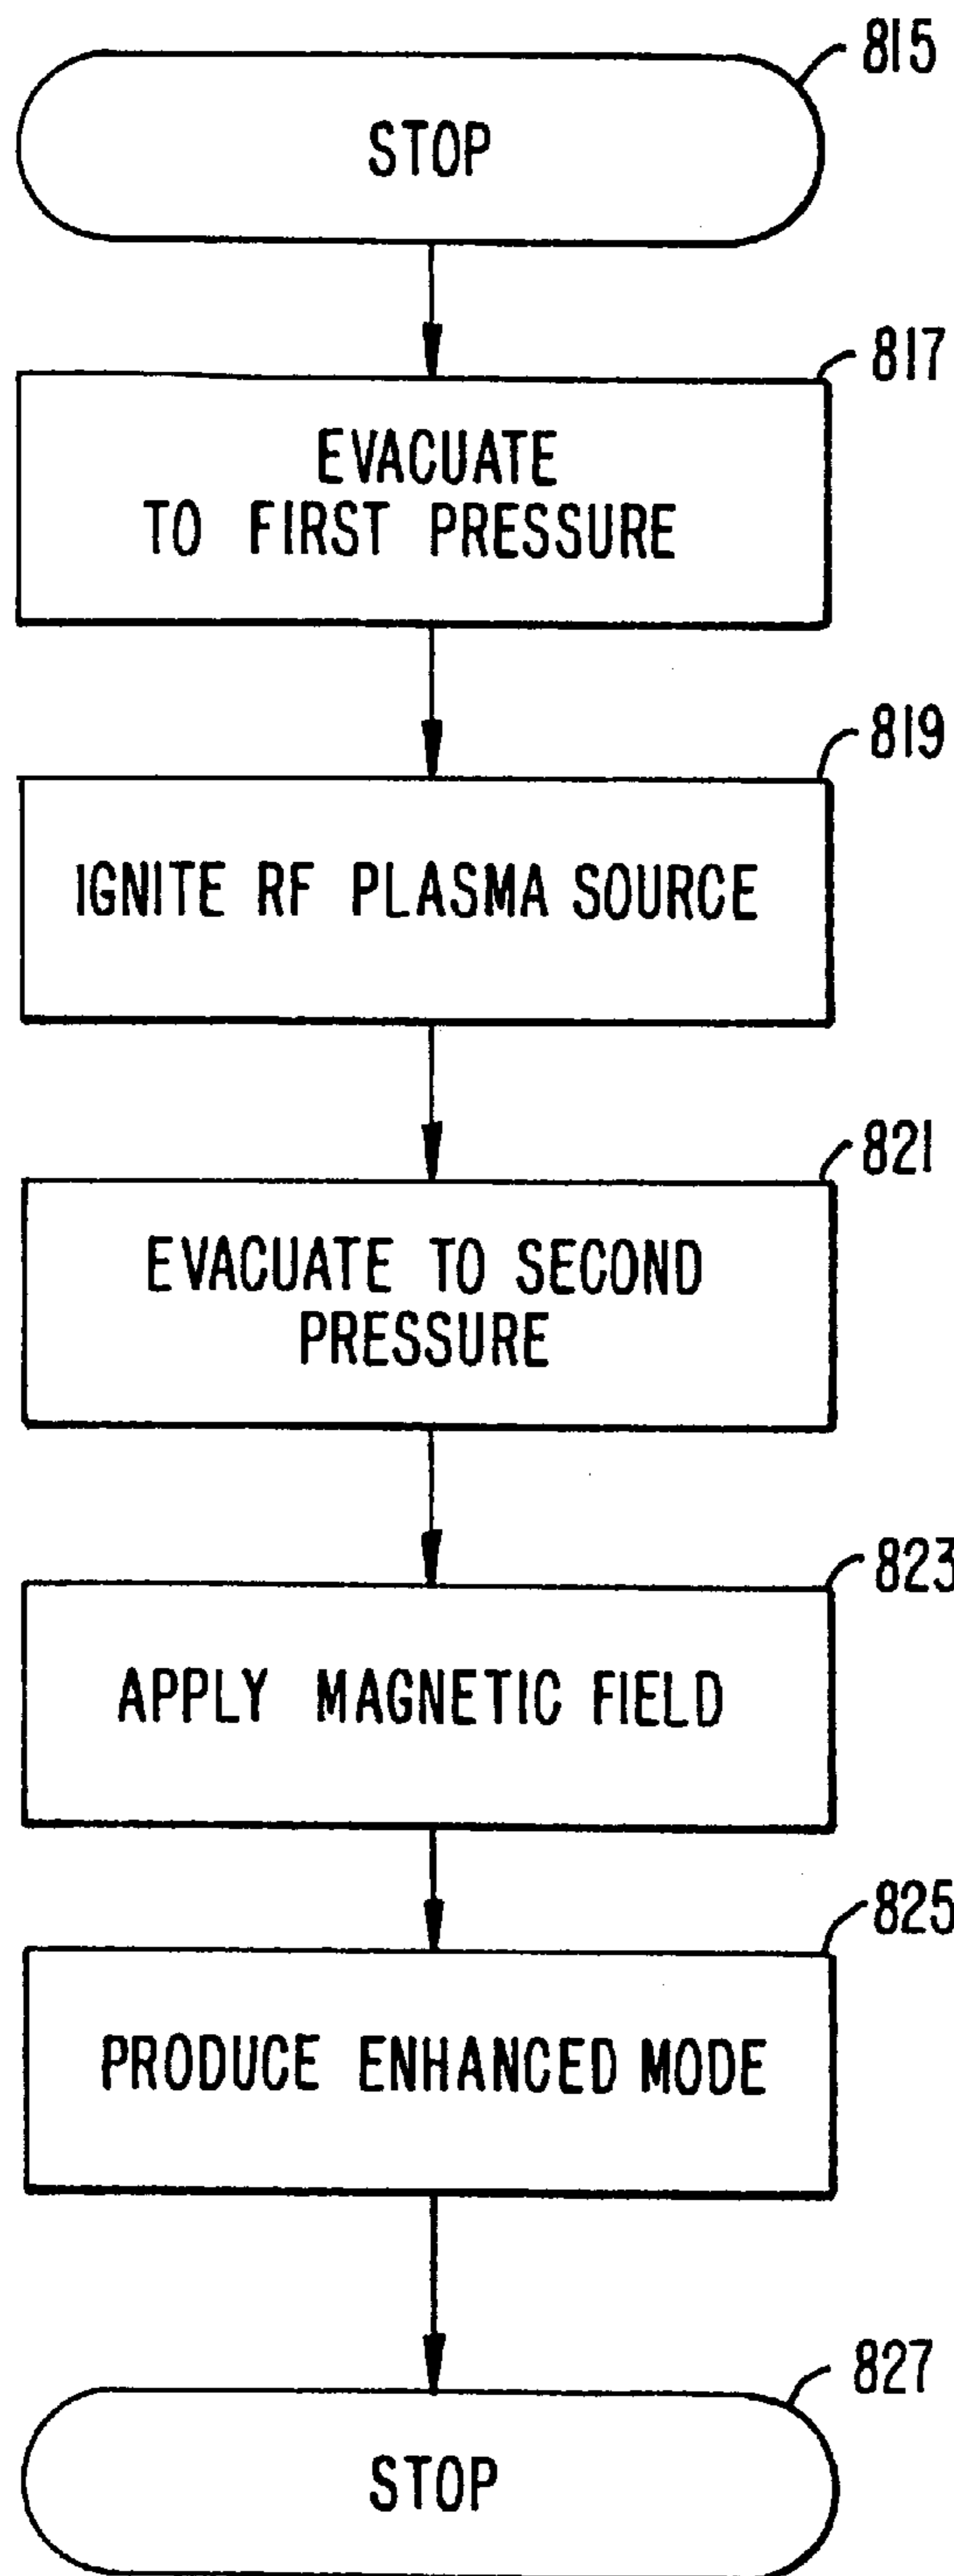 815
STOP
817
EVACUATE
TO FIRST PRESSURE
819
IGNITE RF PLASMA SOURCE
821
EVACUATE TO SECOND
PRESSURE
823
APPLY MAGNETIC FIELD
825
PRODUCE ENHANCED MODE
827
STOP